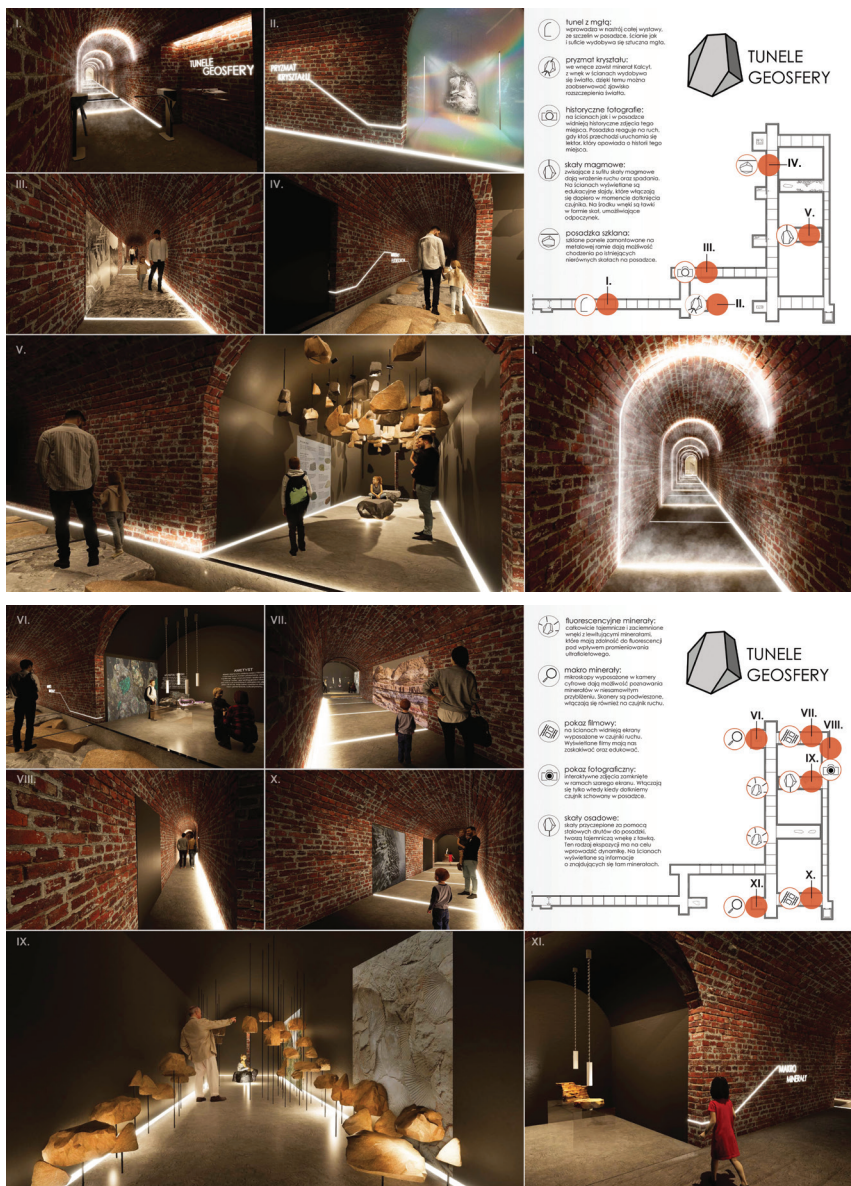 I.
TUNELE
GEOSFERY
II.
PRYZMAT
KRYSZTAŁU
III.
IV.
V.
I.
tunel z mgłą:
wprowadza w nastrój całej wystawy,
ze szczelin w posadzce, ścianie jak
i suficie wydobywa się sztuczna mgła.
pryzmat kryształu:
we wnęce zawisł minerał Kalcyt,
z wnęk w ścianach wydobywa
się światło, dzięki temu można
zaobserwować zjawisko
rozszczepienia światła.
historyczne fotografie:
na ścianach jak i w posadzce
widnieją historyczne zdjęcia tego
miejsca. Posadzka reaguje na ruch,
gdy ktoś przechodzi uruchamia się
lektor, który opowiada o historii tego
miejsca.
skały magmowe:
zwisające z sufitu skały magmowe
dają wrażenie ruchu oraz spadania.
Na ścianach wyświetlane są
edukacyjne slajdy, które włączają
się dopiero w momencie dotknięcia
czujnika. Na środku wnęki są ławki
w formie skał, umożliwiające
odpoczynek.
posadzka szklana:
szklane panele zamontowane na
metalowej ramie dają możliwość
chodzenia po istniejących
nierównych skałach na posadzce.
TUNELE
GEOSFERY
IV.
V.
III.
I.
II.
VI.
AMETYST
VII.
VIII.
X.
IX.
XI.
MAKRO
MINERAŁY
fluorescencyjne minerały:
całkowicie tajemnicze i zaciemnione
wnęki z lewitującymi minerałami,
które mają zdolność do fluorescencji
pod wpływem promieniowania
ultrafioletowego.
makro minerały:
mikroskopy wyposażone w kamery
cyfrowe dają możliwość poznawania
minerałów w niesamowitym
przybliżeniu. Skanery są podwieszone,
włączają się również na czujnik ruchu.
pokaz filmowy:
na ścianach widnieją ekrany
wyposażone w czujniki ruchu.
Wyświetlane filmy mają nas
zaskakiwać oraz edukować.
pokaz fotograficzny:
interaktywne zdjęcia zamknięte
w ramach szarego ekranu. Włączają
się tylko wtedy kiedy dotkniemy
czujnik schowany w posadzce.
skały osadowe:
skały przyczepione za pomocą
stalowych drutów do posadzki,
tworzą tajemniczą wnękę z ławką.
Ten rodzaj ekspozycji ma na celu
wprowadzić dynamikę. Na ścianach
wyświetlane są informacje
o znajdujących się tam minerałach.
TUNELE
GEOSFERY
VI.
VII.
VIII.
IX.
XI.
X.